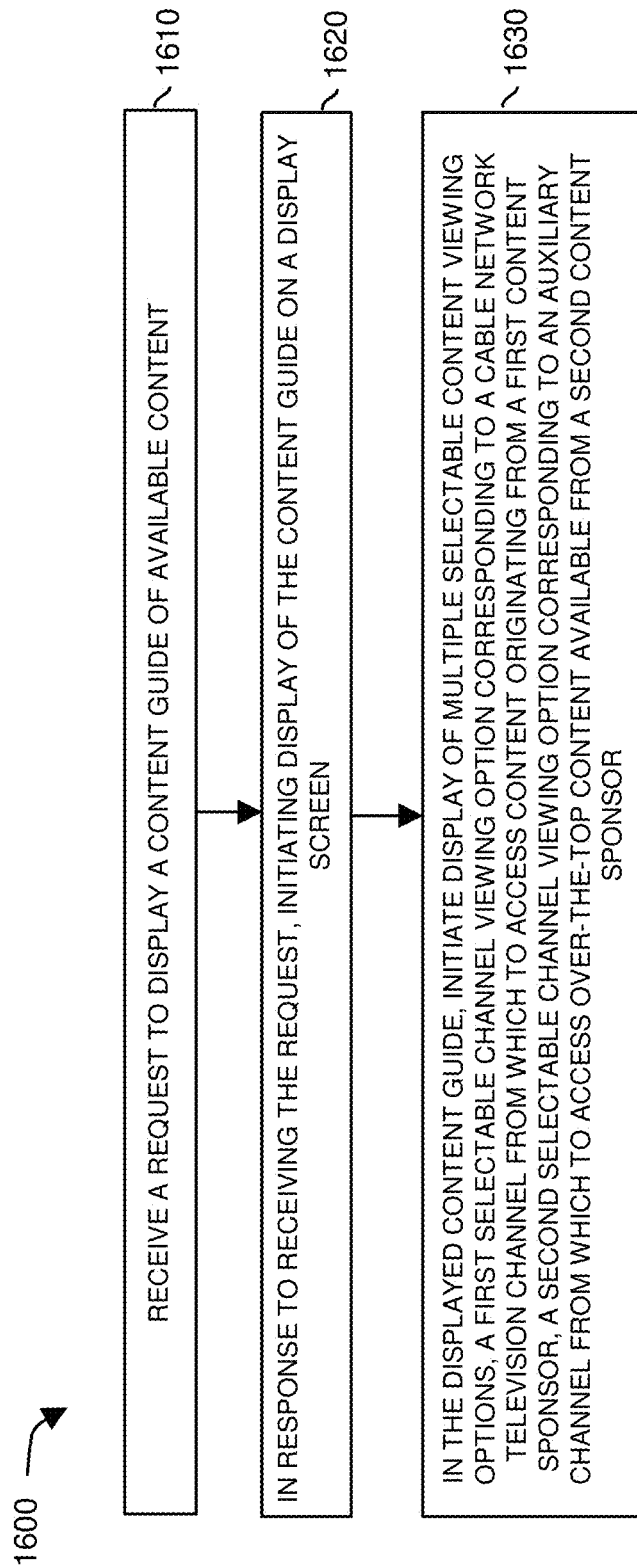 1600
RECEIVE A REQUEST TO DISPLAY A CONTENT GUIDE OF AVAILABLE CONTENT
1610
IN RESPONSE TO RECEIVING THE REQUEST, INITIATING DISPLAY OF THE CONTENT GUIDE ON A DISPLAY
SCREEN
1620
IN THE DISPLAYED CONTENT GUIDE, INITIATE DISPLAY OF MULTIPLE SELECTABLE CONTENT VIEWING
OPTIONS, A FIRST SELECTABLE CHANNEL VIEWING OPTION CORRESPONDING TO A CABLE NETWORK
TELEVISION CHANNEL FROM WHICH TO ACCESS CONTENT ORIGINATING FROM A FIRST CONTENT
SPONSOR, A SECOND SELECTABLE CHANNEL VIEWING OPTION CORRESPONDING TO AN AUXILIARY
CHANNEL FROM WHICH TO ACCESS OVER-THE-TOP CONTENT AVAILABLE FROM A SECOND CONTENT
SPONSOR
1630